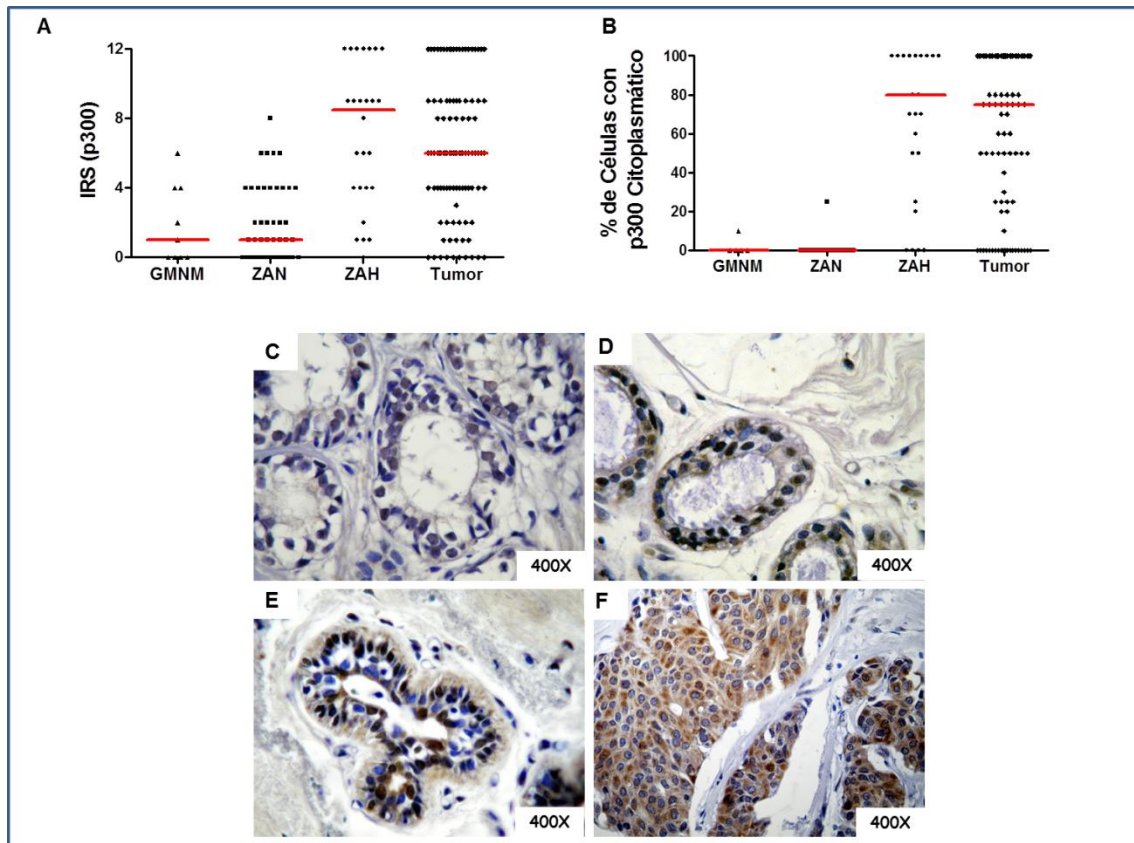 A
IRS (p300)
12
8
4
0
GMNM ZAN ZAH Tumor
B
% de Células con
p300 Citoplasmático
100
80
60
40
20
0
GMNM ZAN ZAH Tumor
C
400X
D
400X
E
400X
F
400X